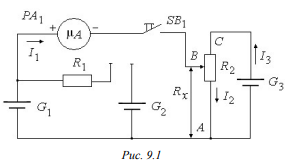 PA₁ + μA − SB₁
I₁
C
R₁
B
R₂
I₃
G₁
G₂
Rₓ
I₂
G₃
A
Рис. 9.1